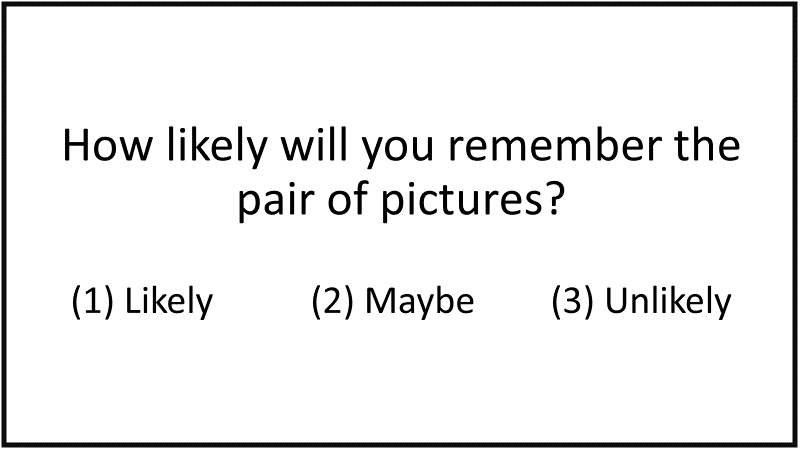 How likely will you remember the
pair of pictures?
(1) Likely (2) Maybe (3) Unlikely